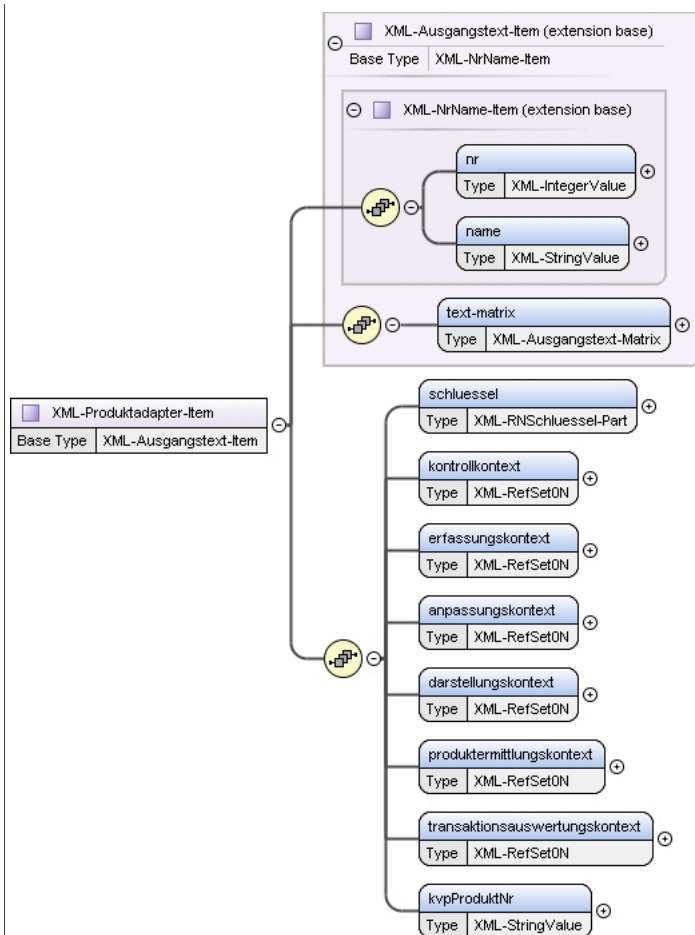 XML-Ausgangstext-Item (extension base)
Base Type XML-NrName-Item
XML-NrName-Item (extension base)
nr
Type XML-IntegerValue
name
Type XML-StringValue
text-matrix
Type XML-Ausgangstext-Matrix
XML-Produktadapter-Item
Base Type XML-Ausgangstext-Item
schluessel
Type XML-RNSchluessel-Part
kontrollkontext
Type XML-RefSet0N
erfassungskontext
Type XML-RefSet0N
anpassungskontext
Type XML-RefSet0N
darstellungskontext
Type XML-RefSet0N
produktermittlungskontext
Type XML-RefSet0N
transaktionsauswertungskontext
Type XML-RefSet0N
kvpProduktNr
Type XML-StringValue